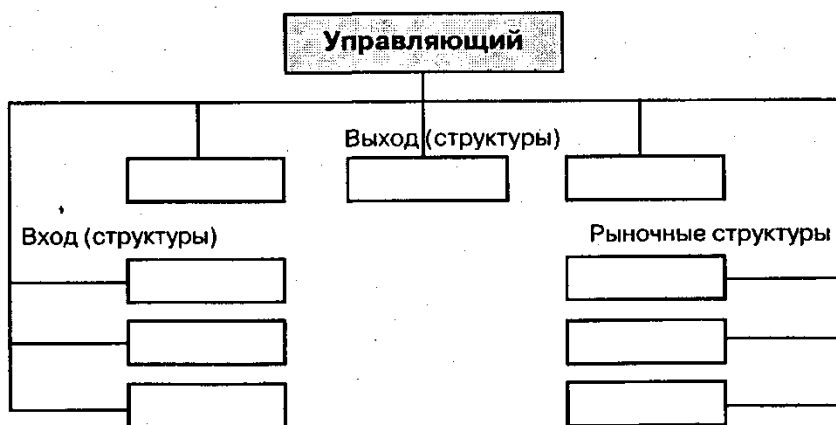 Управляющий
Выход (структуры)
Вход (структуры)
Рыночные структуры